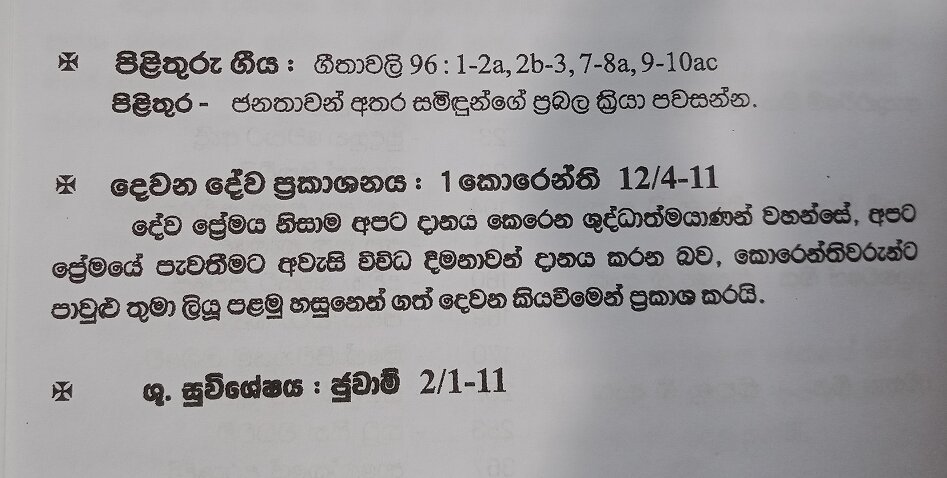 ✠ පිළිතුරු ගීය : ගීතාවලි 96 : 1-2a, 2b-3, 7-8a, 9-10ac
පිළිතුර - ජනතාවන් අතර සමිඳුන්ගේ ප්‍රබල ක්‍රියා පවසන්න.
✠ දෙවන දේව ප්‍රකාශනය : 1 කොරෙන්ති 12/4-11
දේව ප්‍රේමය නිසාම අපට දානය කෙරෙන ශුද්ධාත්මයාණන් වහන්සේ, අපට
ප්‍රේමයේ පැවතීමට අවැසි විවිධ දීමනාවන් දානය කරන බව, කොරෙන්තිවරුන්ට
පාවුළු තුමා ලියූ පළමු හසුනෙන් ගත් දෙවන කියවීමෙන් ප්‍රකාශ කරයි.
✠ ශු. සුවිශේෂය : ජුවාම් 2/1-11